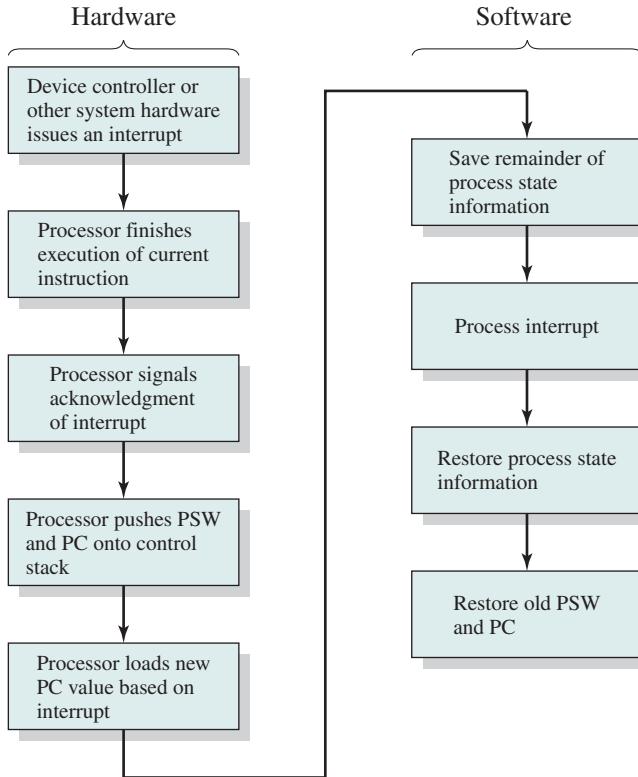 Hardware
Device controller or
other system hardware
issues an interrupt
Processor finishes
execution of current
instruction
Processor signals
acknowledgment
of interrupt
Processor pushes PSW
and PC onto control
stack
Processor loads new
PC value based on
interrupt
Software
Save remainder of
process state
information
Process interrupt
Restore process state
information
Restore old PSW
and PC